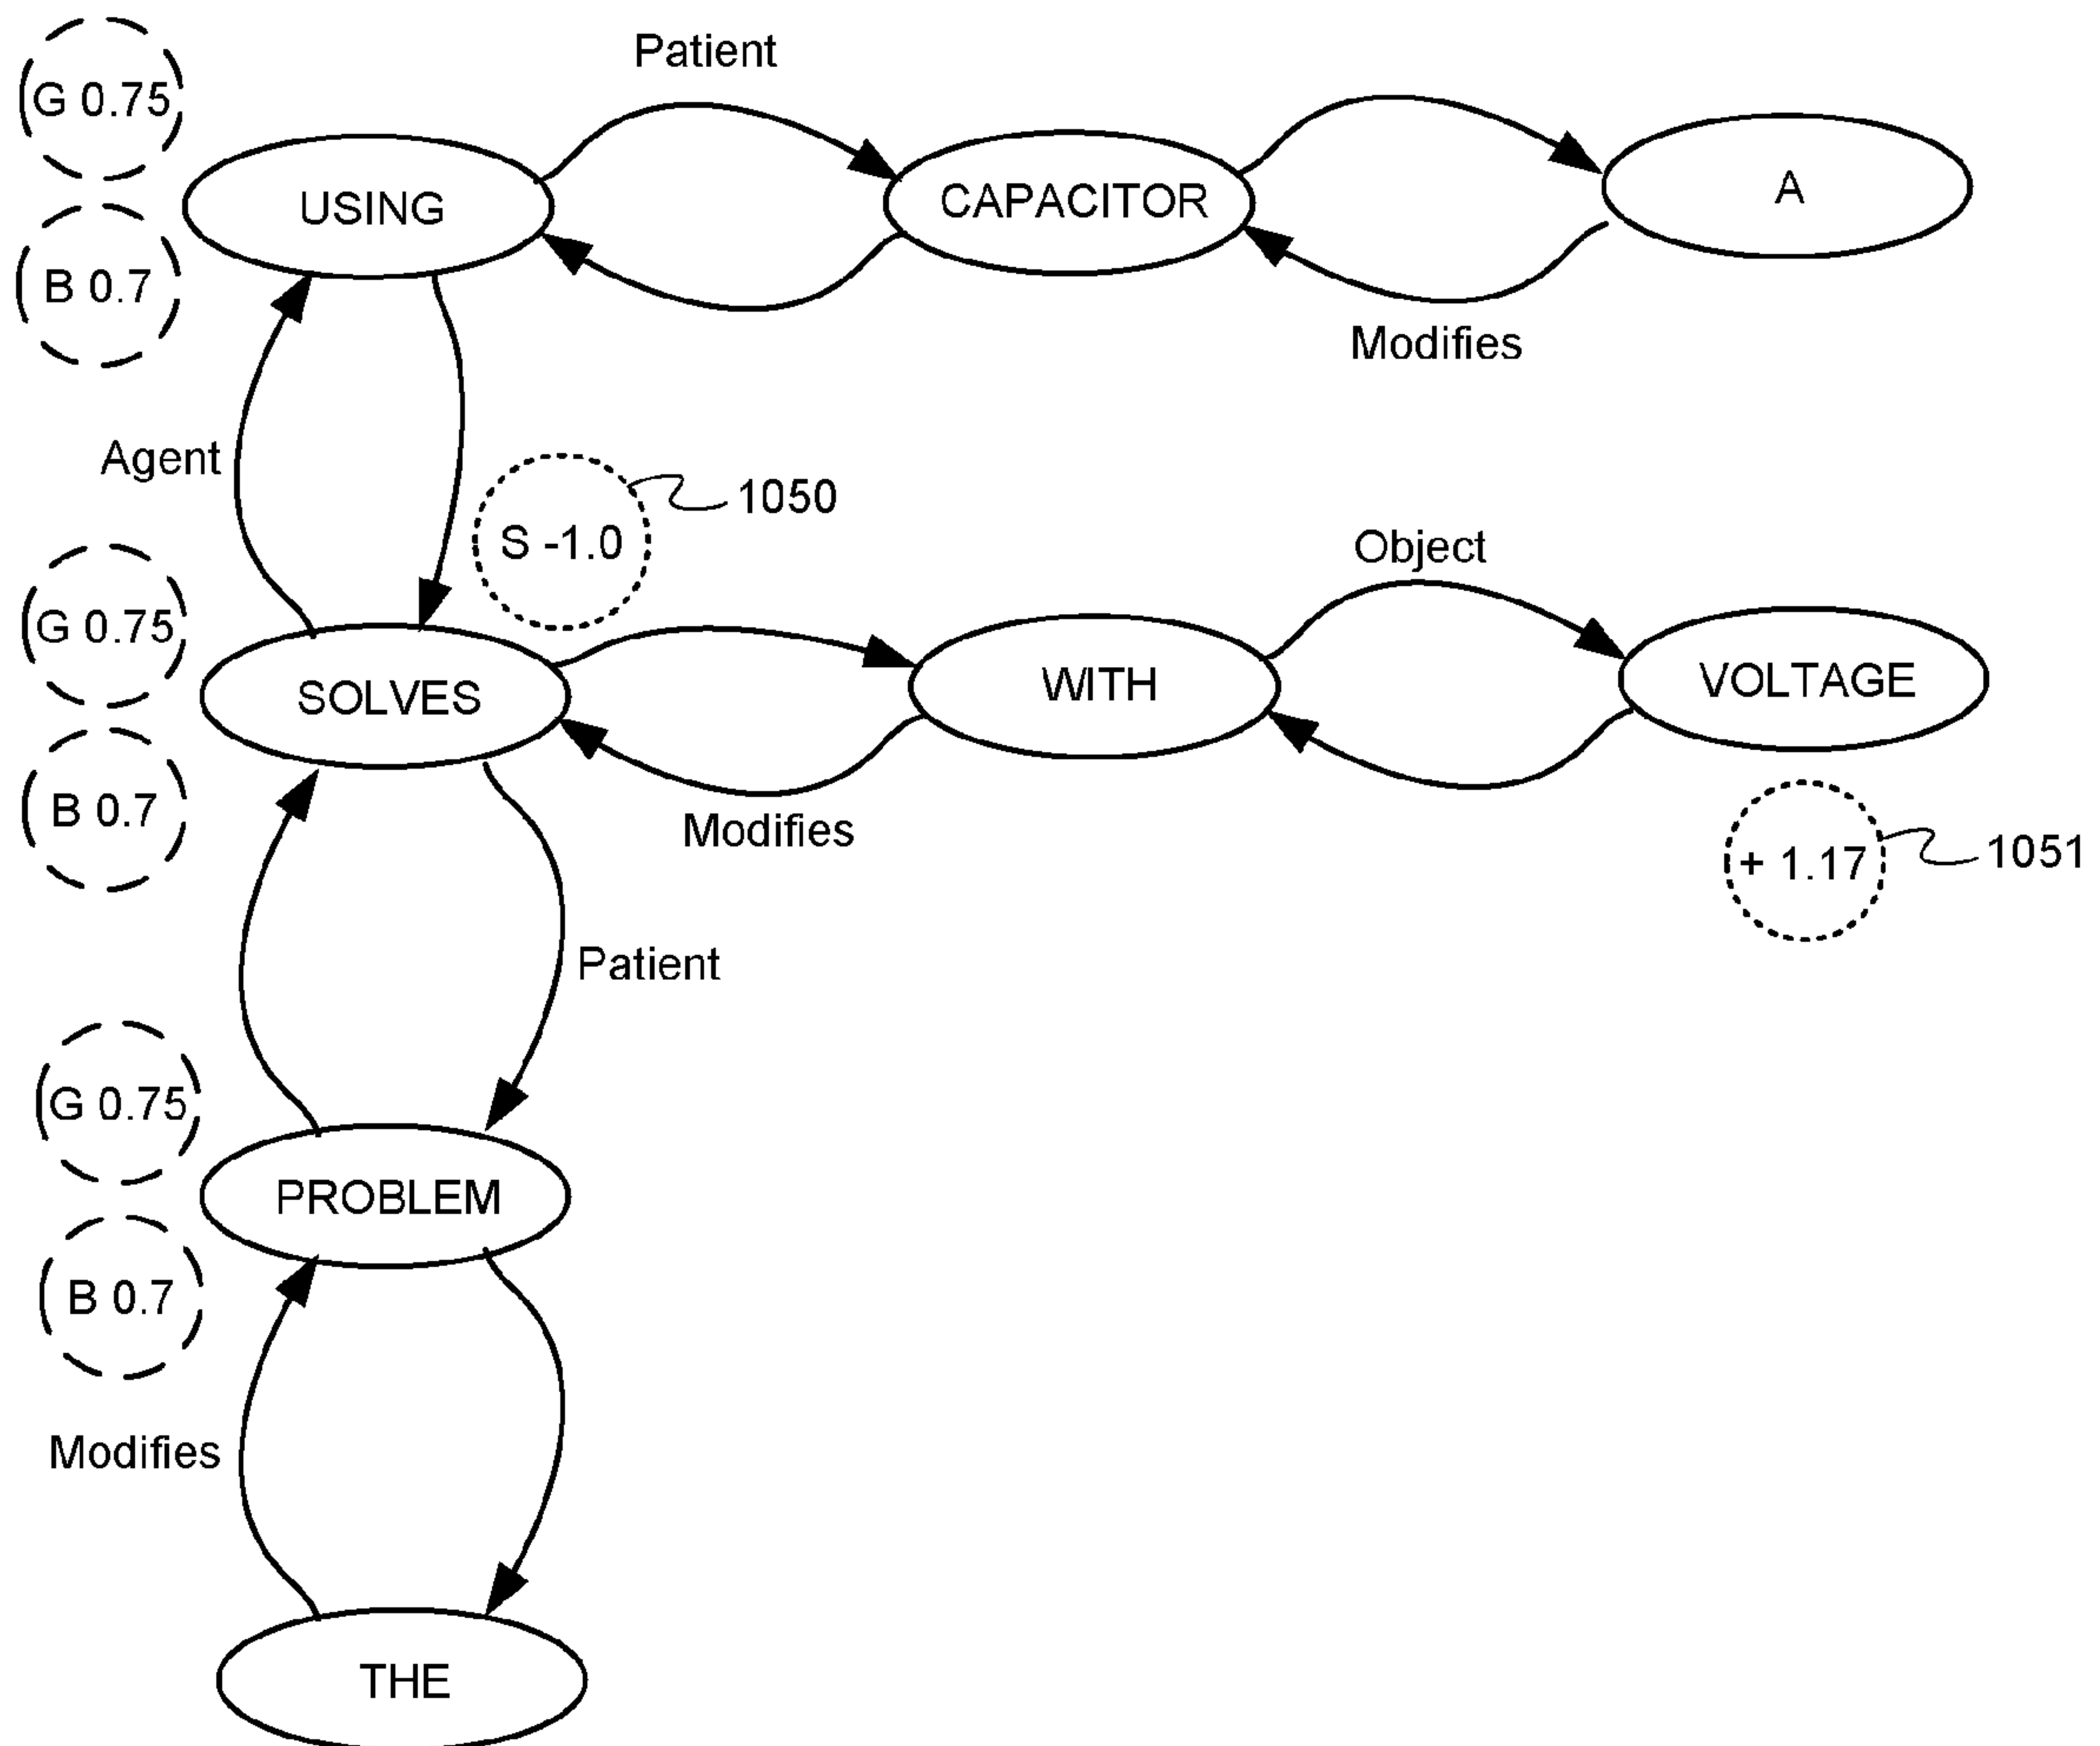 Patient
G 0.75
USING
CAPACITOR
A
B 0.7
Modifies
Agent
1050
S -1.0
Object
G 0.75
SOLVES
WITH
VOLTAGE
B 0.7
Modifies
+ 1.17
1051
Patient
G 0.75
PROBLEM
B 0.7
Modifies
THE